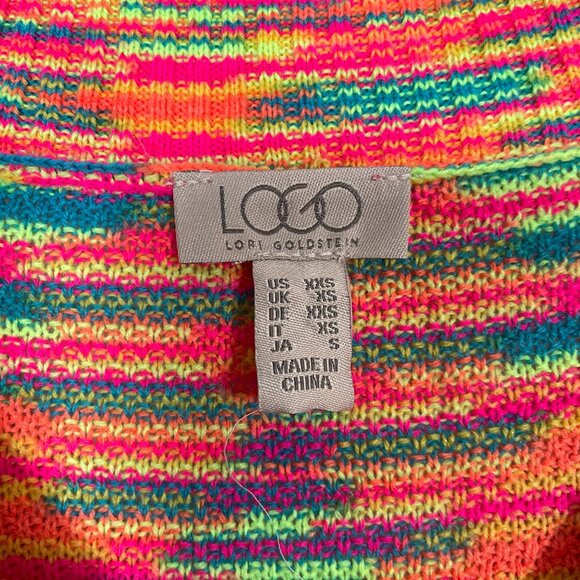 LOGO
LORI GOLDSTEIN
US XXS
UK XS
DE XXS
IT XS
JA S
MADE IN
CHINA